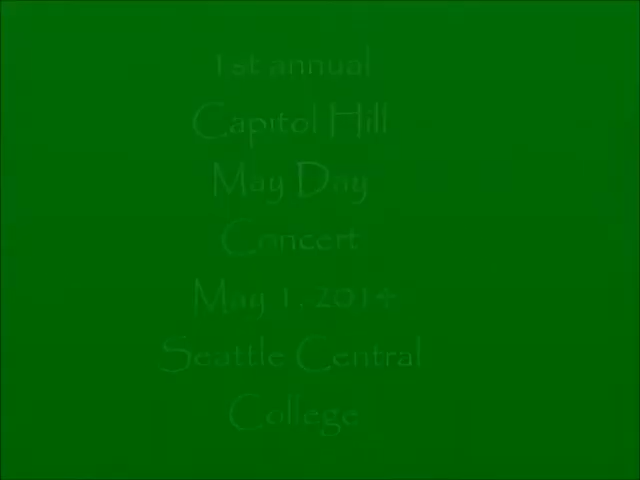 1st annual
Capitol Hill
May Day
Concert
May 1, 2014
Seattle Central
College